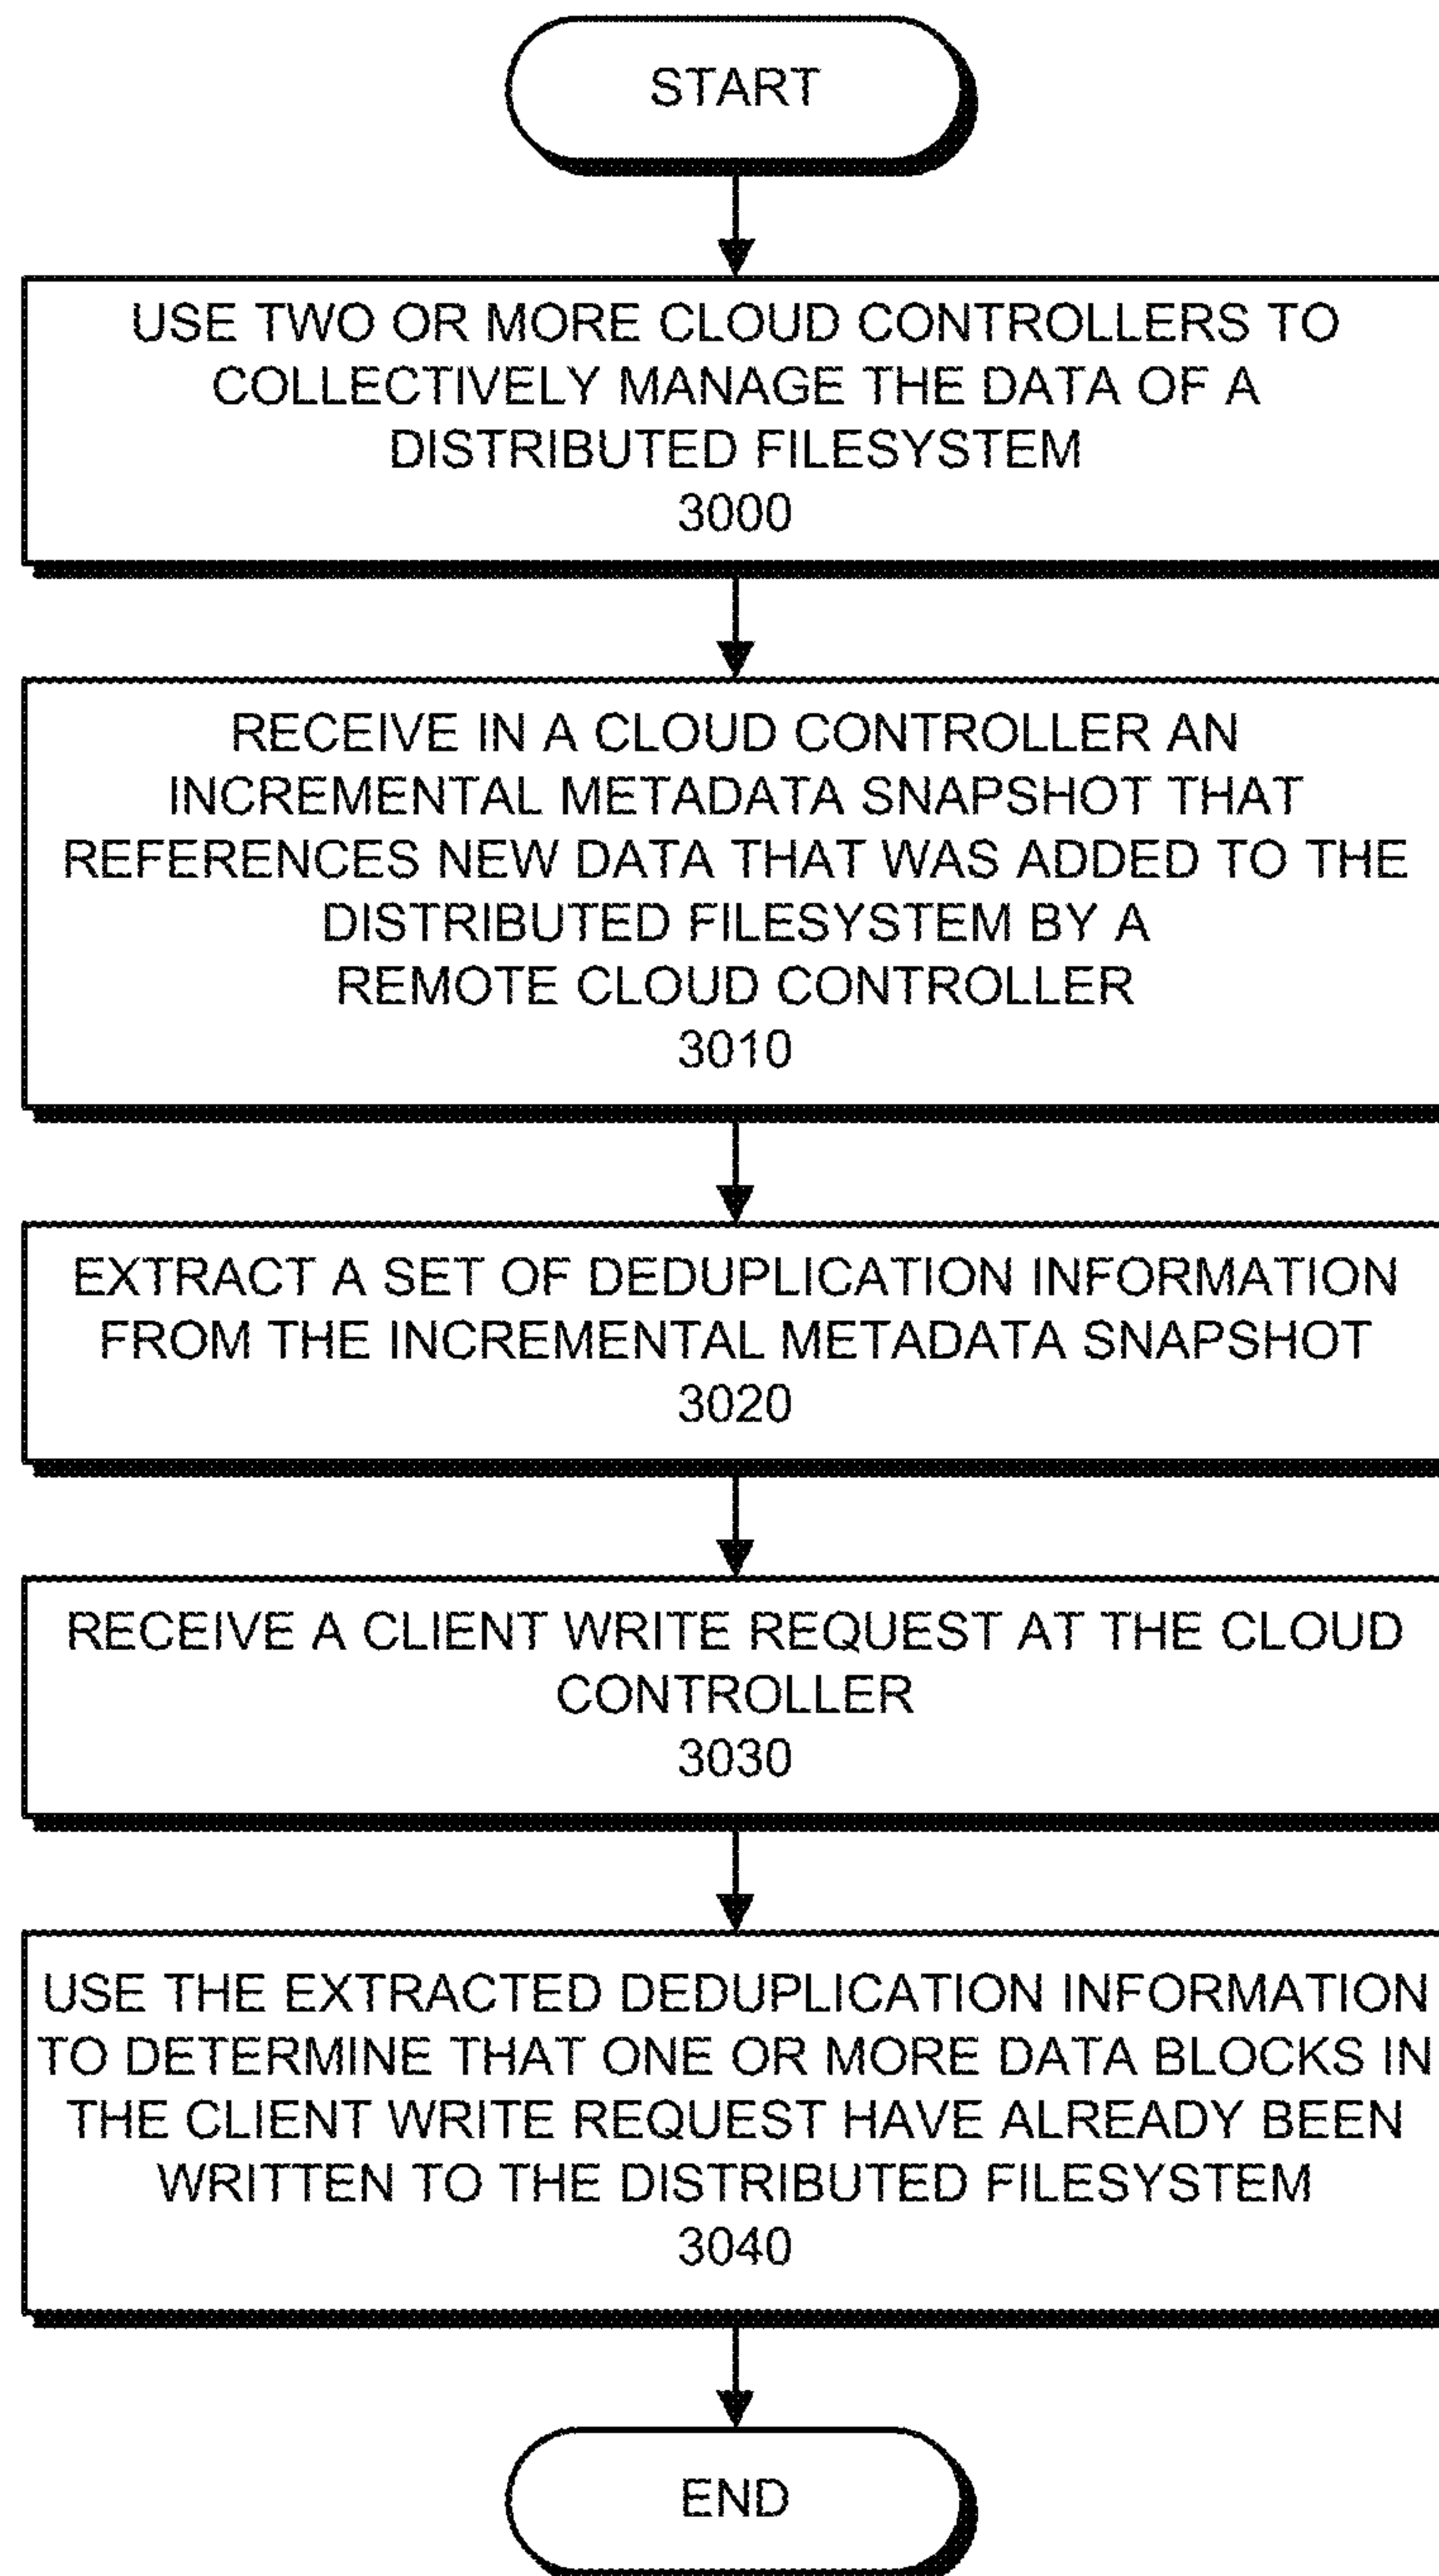 START
USE TWO OR MORE CLOUD CONTROLLERS TO
COLLECTIVELY MANAGE THE DATA OF A
DISTRIBUTED FILESYSTEM
3000
RECEIVE IN A CLOUD CONTROLLER AN
INCREMENTAL METADATA SNAPSHOT THAT
REFERENCES NEW DATA THAT WAS ADDED TO THE
DISTRIBUTED FILESYSTEM BY A
REMOTE CLOUD CONTROLLER
3010
EXTRACT A SET OF DEDUPLICATION INFORMATION
FROM THE INCREMENTAL METADATA SNAPSHOT
3020
RECEIVE A CLIENT WRITE REQUEST AT THE CLOUD
CONTROLLER
3030
USE THE EXTRACTED DEDUPLICATION INFORMATION
TO DETERMINE THAT ONE OR MORE DATA BLOCKS IN
THE CLIENT WRITE REQUEST HAVE ALREADY BEEN
WRITTEN TO THE DISTRIBUTED FILESYSTEM
3040
END